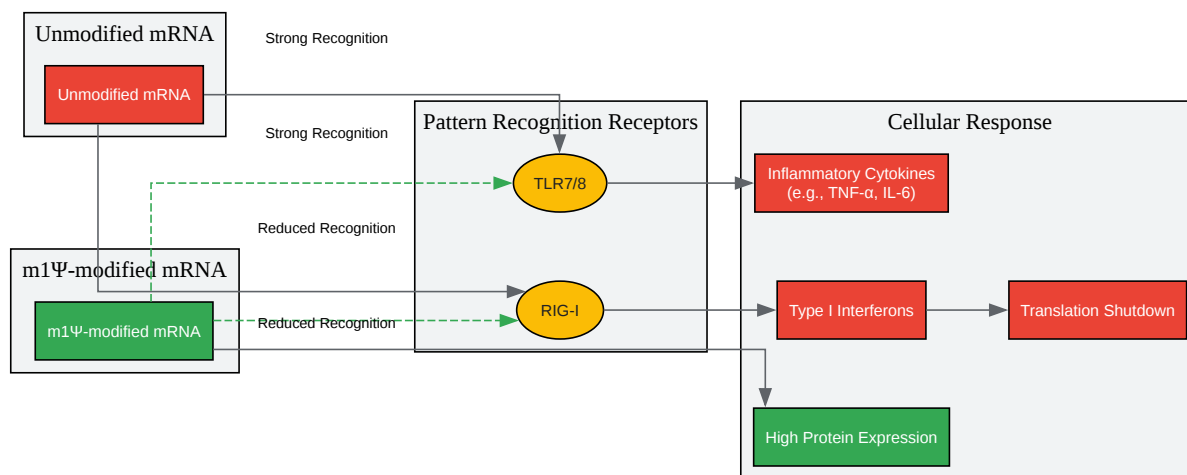 Unmodified mRNA
Unmodified mRNA
Strong Recognition
Strong Recognition
Reduced Recognition
Reduced Recognition
m1Ψ-modified mRNA
m1Ψ-modified mRNA
Pattern Recognition Receptors
TLR7/8
RIG-I
Cellular Response
Inflammatory Cytokines
(e.g., TNF-α, IL-6)
Type I Interferons
Translation Shutdown
High Protein Expression